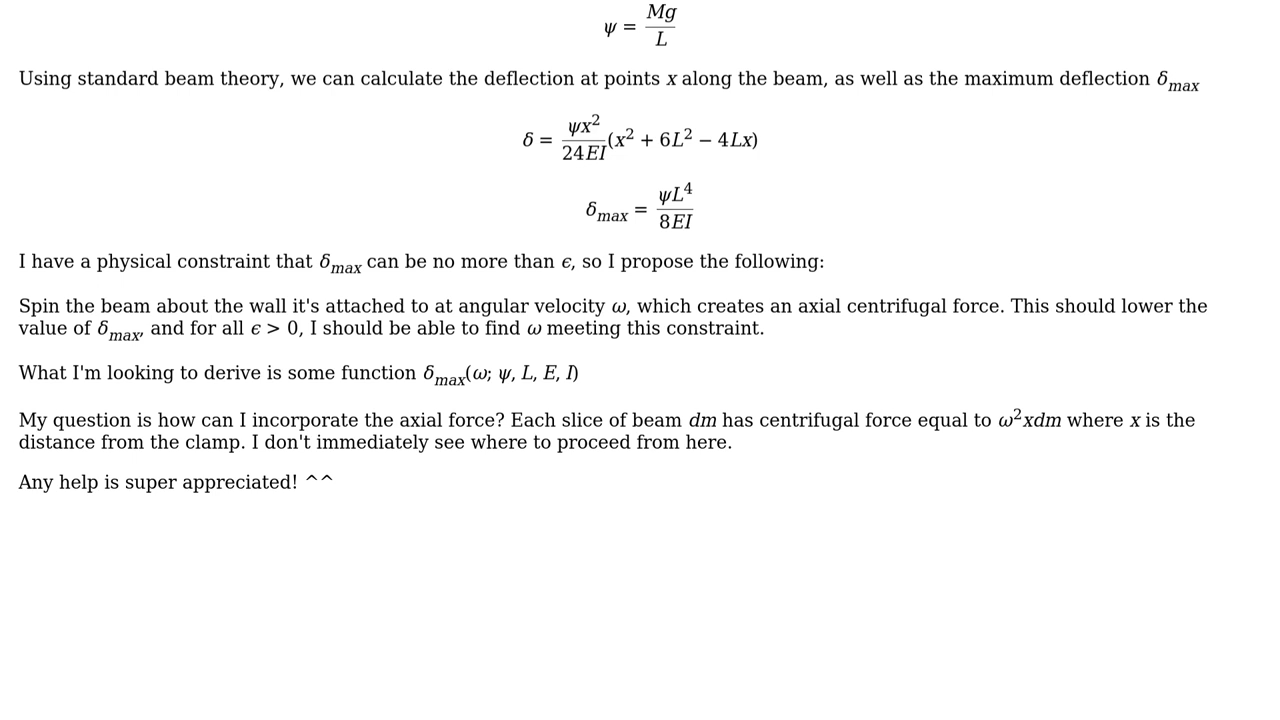 ψ = Mg/L
Using standard beam theory, we can calculate the deflection at points x along the beam, as well as the maximum deflection δ_max
δ = ψx²/24EI (x² + 6L² − 4Lx)
δ_max = ψL⁴/8EI
I have a physical constraint that δ_max can be no more than ϵ, so I propose the following:
Spin the beam about the wall it's attached to at angular velocity ω, which creates an axial centrifugal force. This should lower the
value of δ_max, and for all ϵ > 0, I should be able to find ω meeting this constraint.
What I'm looking to derive is some function δ_max(ω; ψ, L, E, I)
My question is how can I incorporate the axial force? Each slice of beam dm has centrifugal force equal to ω²xdm where x is the
distance from the clamp. I don't immediately see where to proceed from here.
Any help is super appreciated! ^^